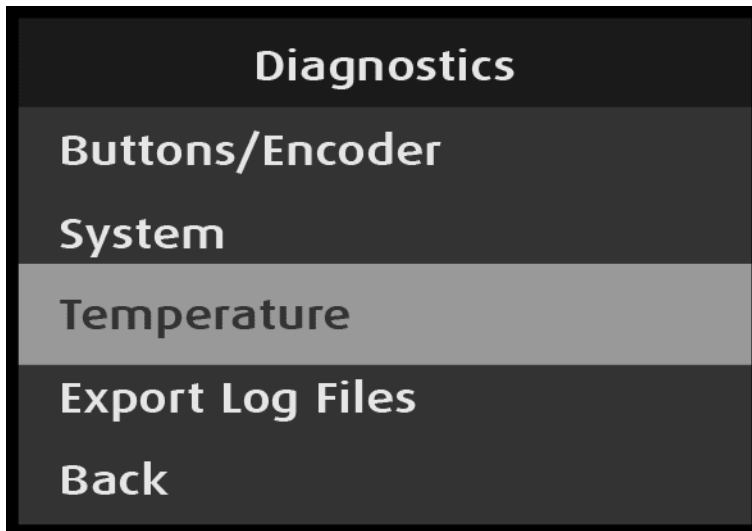 Diagnostics
Buttons/Encoder
System
Temperature
Export Log Files
Back